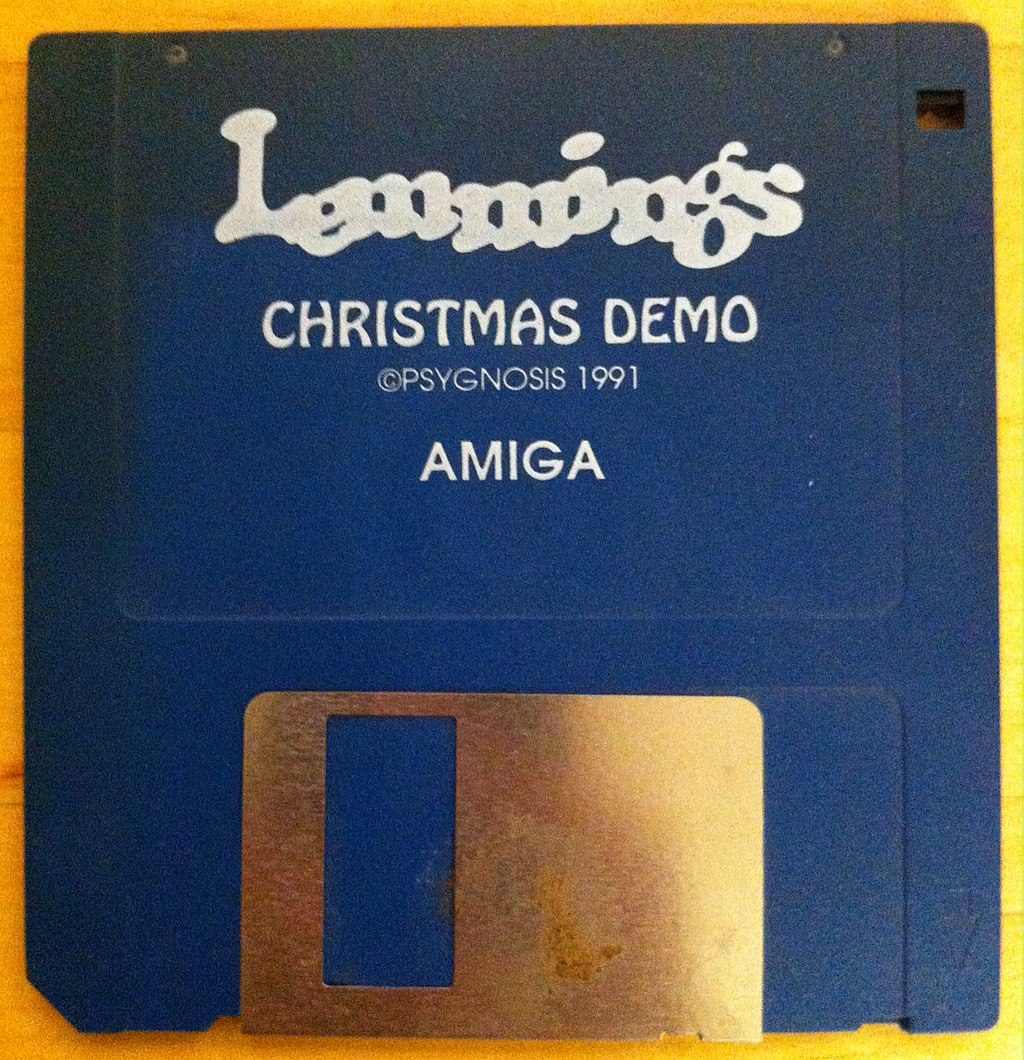 Lemmings
CHRISTMAS DEMO
©PSYGNOSIS 1991
AMIGA